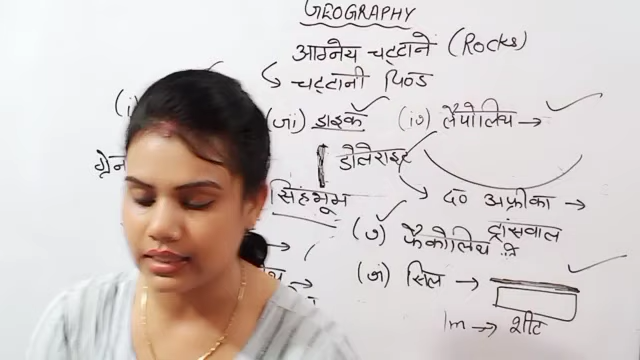 GEOGRAPHY
आग्नेय चट्टाने (Rocks)
↳ चट्टानी पिन्ड
(i)
(iii) डाइक (iv) लैपोलिथ →
डोलेराइट
→ द० अफ्रीका →
सिंहभूम
ट्रांसवाल
(v) फैकोलिथ
(vi) सिल →
1m → शीट